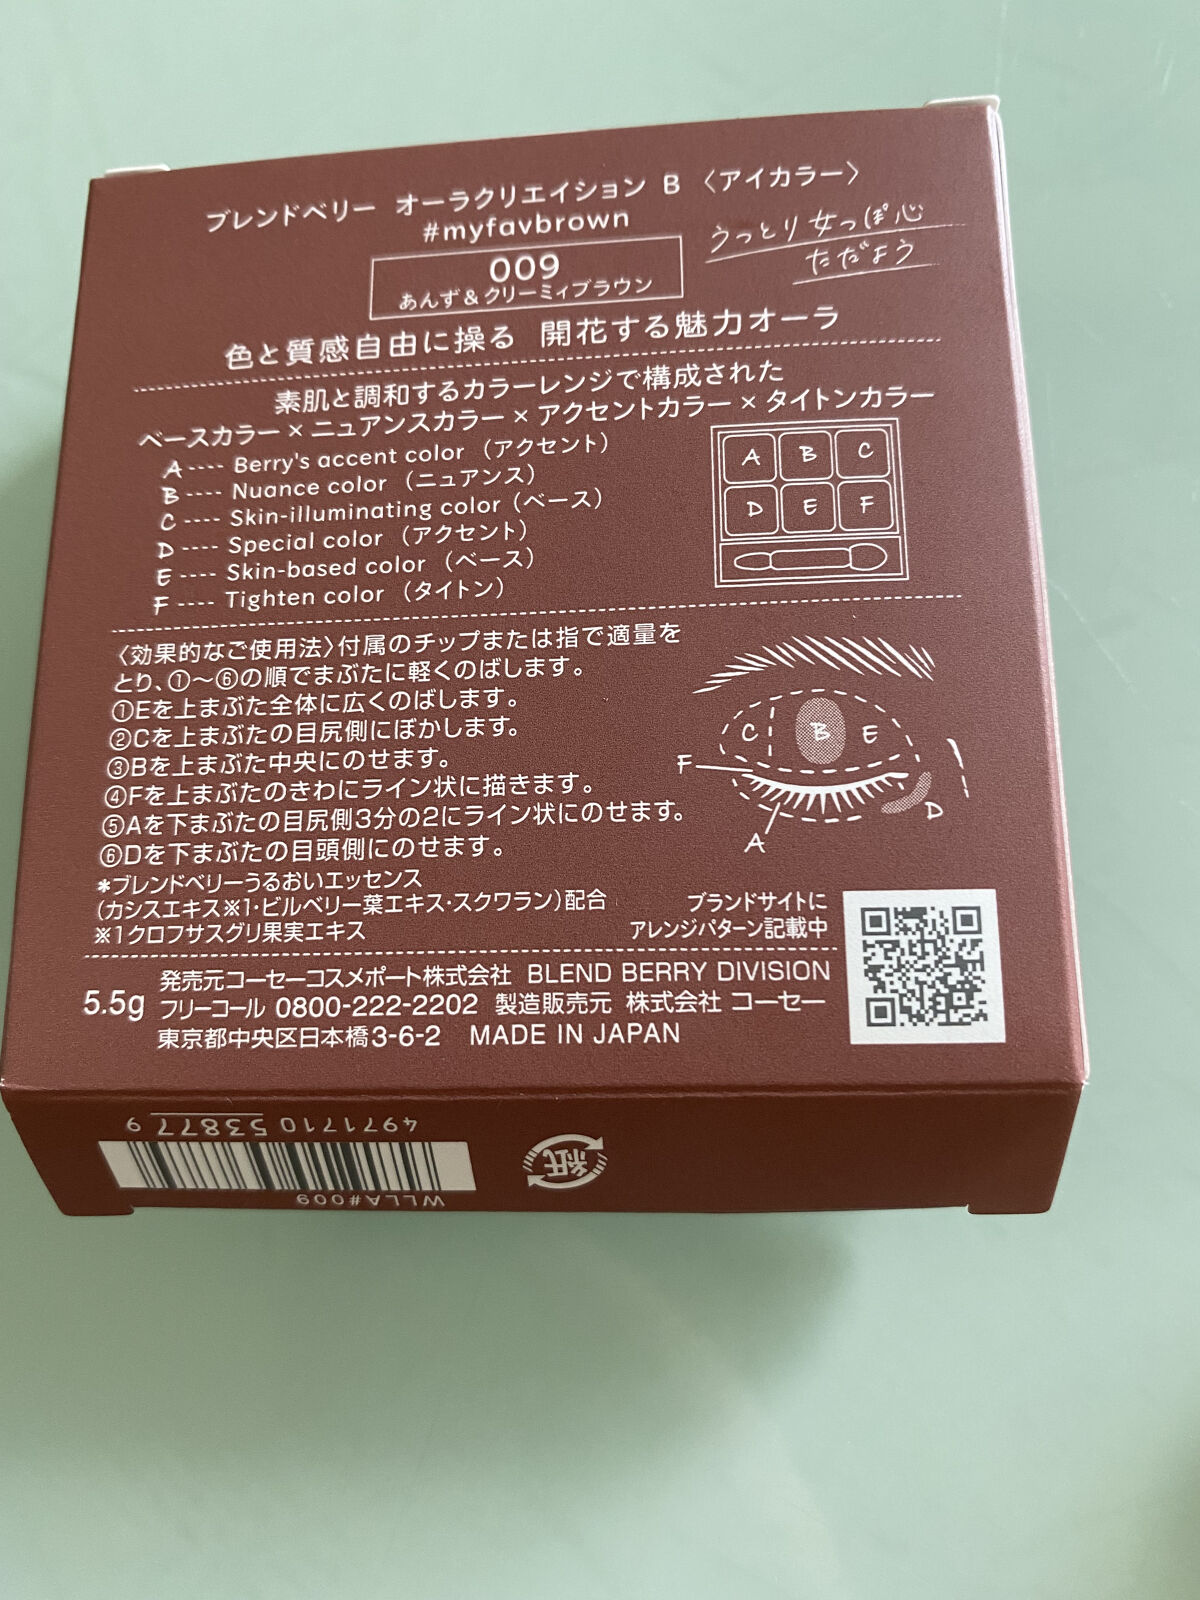 ブレンドベリー オーラクリエイション B 〈アイカラー〉
#myfavbrown
うっとり女っぽ心
ただよう
009
あんず&クリーミィブラウン
色と質感自由に操る 開花する魅力オーラ
素肌と調和するカラーレンジで構成された
ベースカラー×ニュアンスカラー×アクセントカラー×タイトンカラー
A---- Berry's accent color（アクセント）
B---- Nuance color（ニュアンス）
C---- Skin-illuminating color（ベース）
D---- Special color（アクセント）
E---- Skin-based color（ベース）
F---- Tighten color（タイトン）
A B C
D E F
〈効果的なご使用法〉付属のチップまたは指で適量を
とり、①〜⑥の順でまぶたに軽くのばします。
①Eを上まぶた全体に広くのばします。
②Cを上まぶたの目尻側にぼかします。
③Bを上まぶた中央にのせます。
④Fを上まぶたのきわにライン状に描きます。
⑤Aを下まぶたの目尻側3分の2にライン状にのせます。
⑥Dを下まぶたの目頭側にのせます。
C B E
F
D
A
*ブレンドベリーうるおいエッセンス
（カシスエキス※1・ビルベリー葉エキス・スクワラン）配合
※1クロフサスグリ果実エキス
ブランドサイトに
アレンジパターン記載中
5.5g
発売元コーセーコスメポート株式会社 BLEND BERRY DIVISION
フリーコール 0800-222-2202 製造販売元 株式会社 コーセー
東京都中央区日本橋3-6-2 MADE IN JAPAN
4971710 538779
紙
WLLA#009